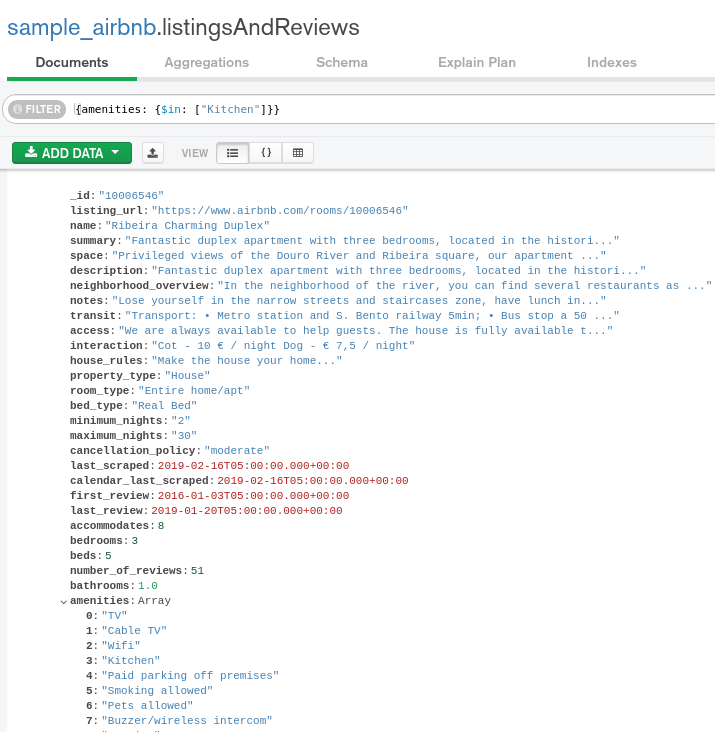 sample_airbnb.listingsAndReviews
Documents Aggregations Schema Explain Plan Indexes
FILTER {amenities: {$in: ["Kitchen"]}}
ADD DATA VIEW {}
_id:"10006546"
listing_url:"https://www.airbnb.com/rooms/10006546"
name:"Ribeira Charming Duplex"
summary:"Fantastic duplex apartment with three bedrooms, located in the histori..."
space:"Privileged views of the Douro River and Ribeira square, our apartment ..."
description:"Fantastic duplex apartment with three bedrooms, located in the histori..."
neighborhood_overview:"In the neighborhood of the river, you can find several restaurants as ..."
notes:"Lose yourself in the narrow streets and staircases zone, have lunch in..."
transit:"Transport: • Metro station and S. Bento railway 5min; • Bus stop a 50 ..."
access:"We are always available to help guests. The house is fully available t..."
interaction:"Cot - 10 € / night Dog - € 7,5 / night"
house_rules:"Make the house your home..."
property_type:"House"
room_type:"Entire home/apt"
bed_type:"Real Bed"
minimum_nights:"2"
maximum_nights:"30"
cancellation_policy:"moderate"
last_scraped:2019-02-16T05:00:00.000+00:00
calendar_last_scraped:2019-02-16T05:00:00.000+00:00
first_review:2016-01-03T05:00:00.000+00:00
last_review:2019-01-20T05:00:00.000+00:00
accommodates:8
bedrooms:3
beds:5
number_of_reviews:51
bathrooms:1.0
amenities:Array
0:"TV"
1:"Cable TV"
2:"Wifi"
3:"Kitchen"
4:"Paid parking off premises"
5:"Smoking allowed"
6:"Pets allowed"
7:"Buzzer/wireless intercom"